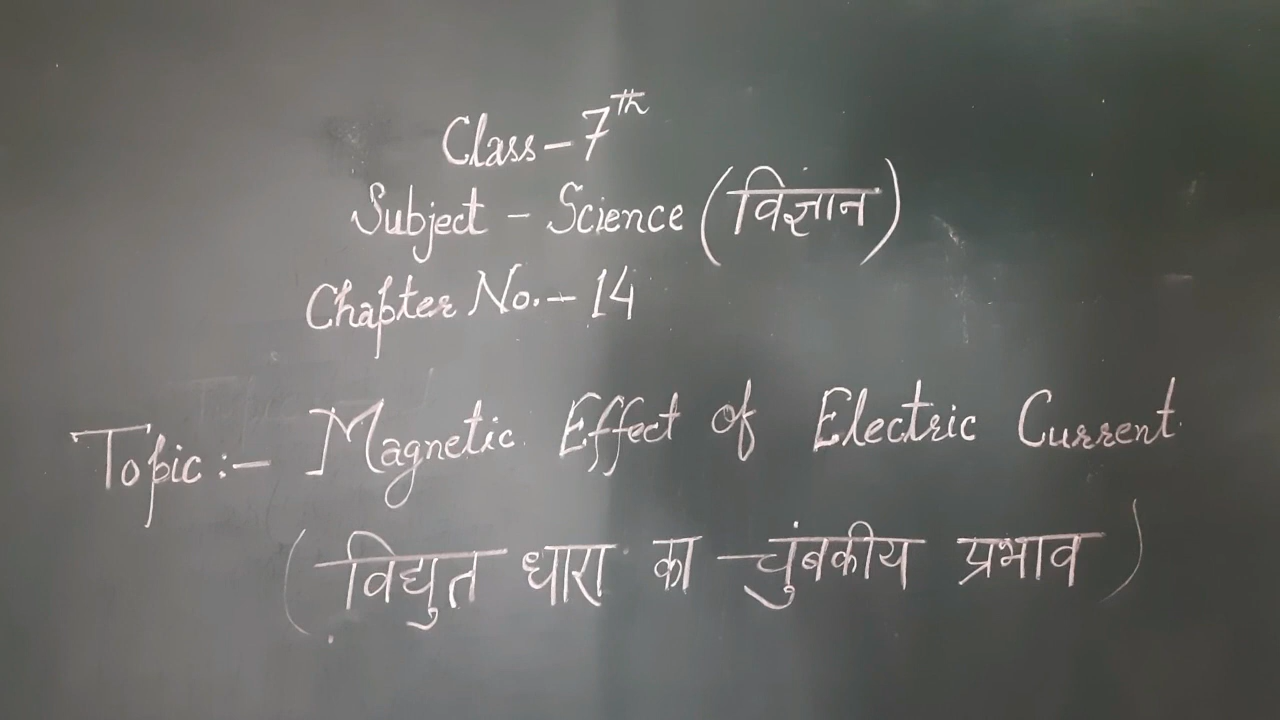 Class - 7th
Subject - Science (विज्ञान)
Chapter No. - 14
Topic :- Magnetic Effect of Electric Current
(विद्युत धारा का चुंबकीय प्रभाव)